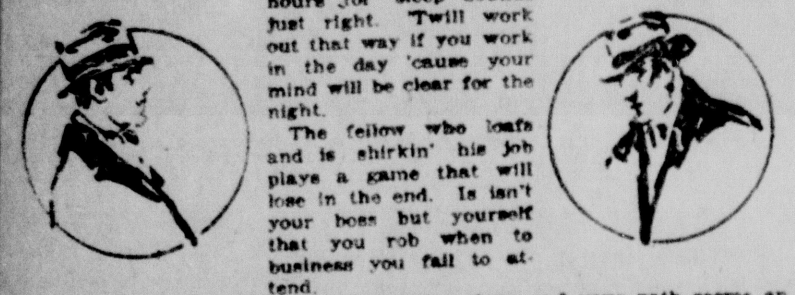 just right. 'Twill work
out that way if you work
in the day 'cause your
mind will be clear for the
night.
The fellow who loafs
and is shirkin' his job
plays a game that will
lose in the end. Is isn't
your boss but yourself
that you rob when to
business you fail to at-
tend.